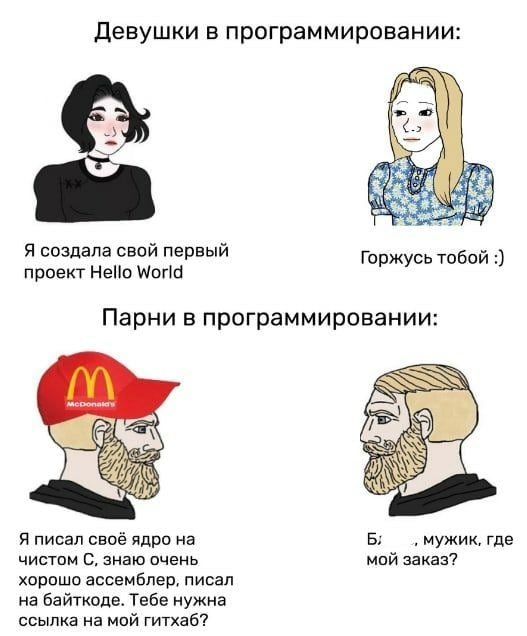 Девушки в программировании:
Я создала свой первый
проект Hello World
Горжусь тобой :)
Парни в программировании:
McDonald's
Я писал своё ядро на
чистом С, знаю очень
хорошо ассемблер, писал
на байткоде. Тебе нужна
ссылка на мой гитхаб?
, мужик, где
мой заказ?